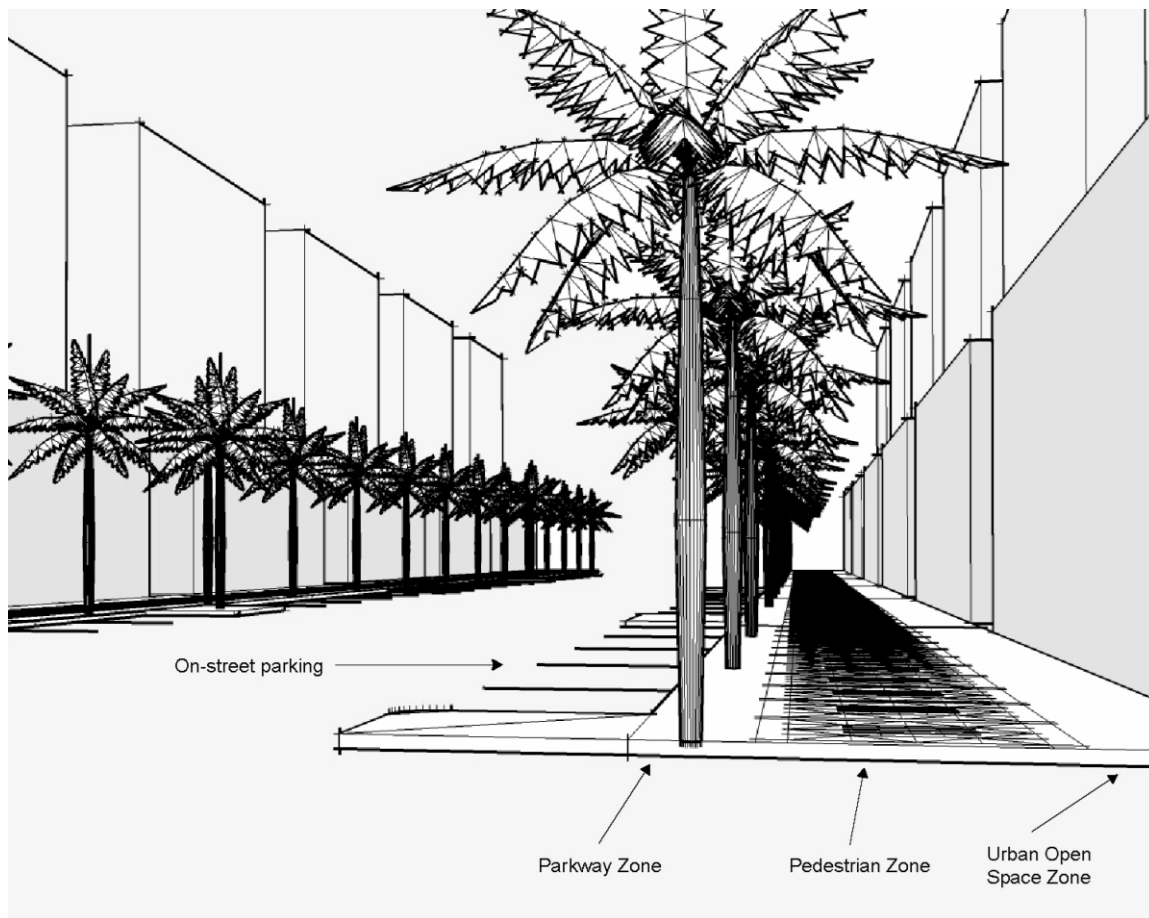 On-street parking
Parkway Zone
Pedestrian Zone
Urban Open
Space Zone